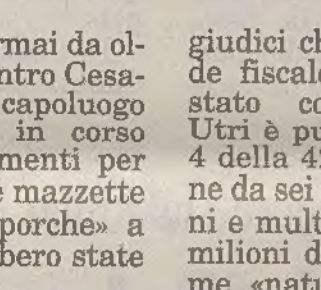 rmai da ol-
ntro Cesa-
capoluogo
in corso
menti per
e mazzette
porche» a
bero state
giudici ch
de fiscale
stato co
Utri è pu
4 della 4
ne da sei
ni e mult
milioni d
me «natu